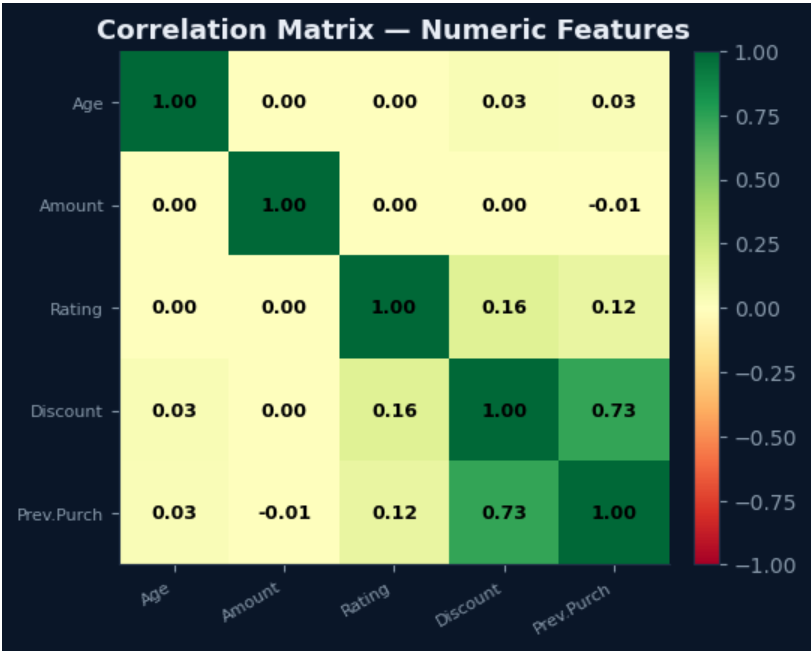 Correlation Matrix — Numeric Features
Age 1.00 0.00 0.00 0.03 0.03
Amount 0.00 1.00 0.00 0.00 -0.01
Rating 0.00 0.00 1.00 0.16 0.12
Discount 0.03 0.00 0.16 1.00 0.73
Prev.Purch 0.03 -0.01 0.12 0.73 1.00
Age Amount Rating Discount Prev.Purch
1.00
0.75
0.50
0.25
0.00
−0.25
−0.50
−0.75
−1.00